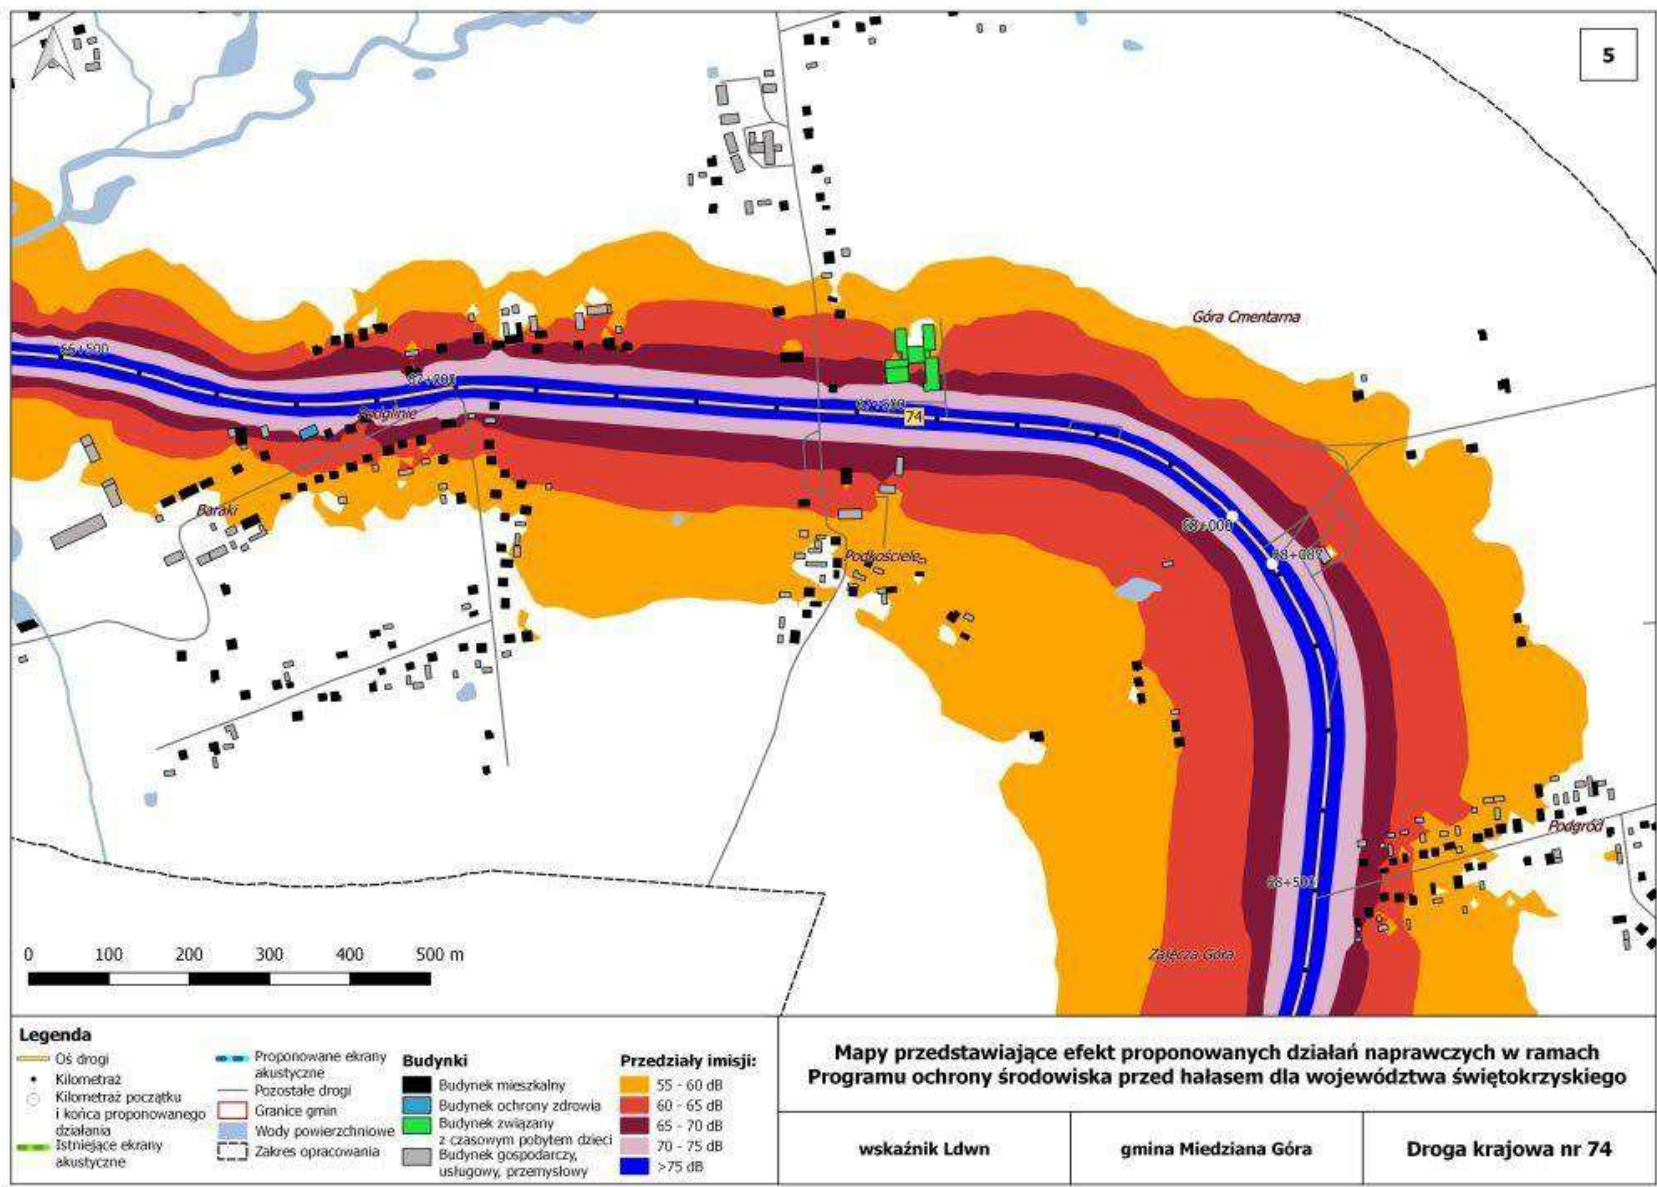 5
Góra Cmentarna
Podglinie
74
68+000
68+087
Baraki
Podkościele
Podgród
68+500
Zajęcza Góra
0 100 200 300 400 500 m
Legenda
Oś drogi
Kilometraż
Kilometraż początku
i końca proponowanego
działania
Istniejące ekrany
akustyczne
Proponowane ekrany
akustyczne
Pozostałe drogi
Granice gmin
Wody powierzchniowe
Zakres opracowania
Budynki
Budynek mieszkalny
Budynek ochrony zdrowia
Budynek związany
z czasowym pobytem dzieci
Budynek gospodarczy,
usługowy, przemysłowy
Przedziały imisji:
55 - 60 dB
60 - 65 dB
65 - 70 dB
70 - 75 dB
>75 dB
Mapy przedstawiające efekt proponowanych działań naprawczych w ramach
Programu ochrony środowiska przed hałasem dla województwa świętokrzyskiego
wskaźnik Ldwn
gmina Miedziana Góra
Droga krajowa nr 74